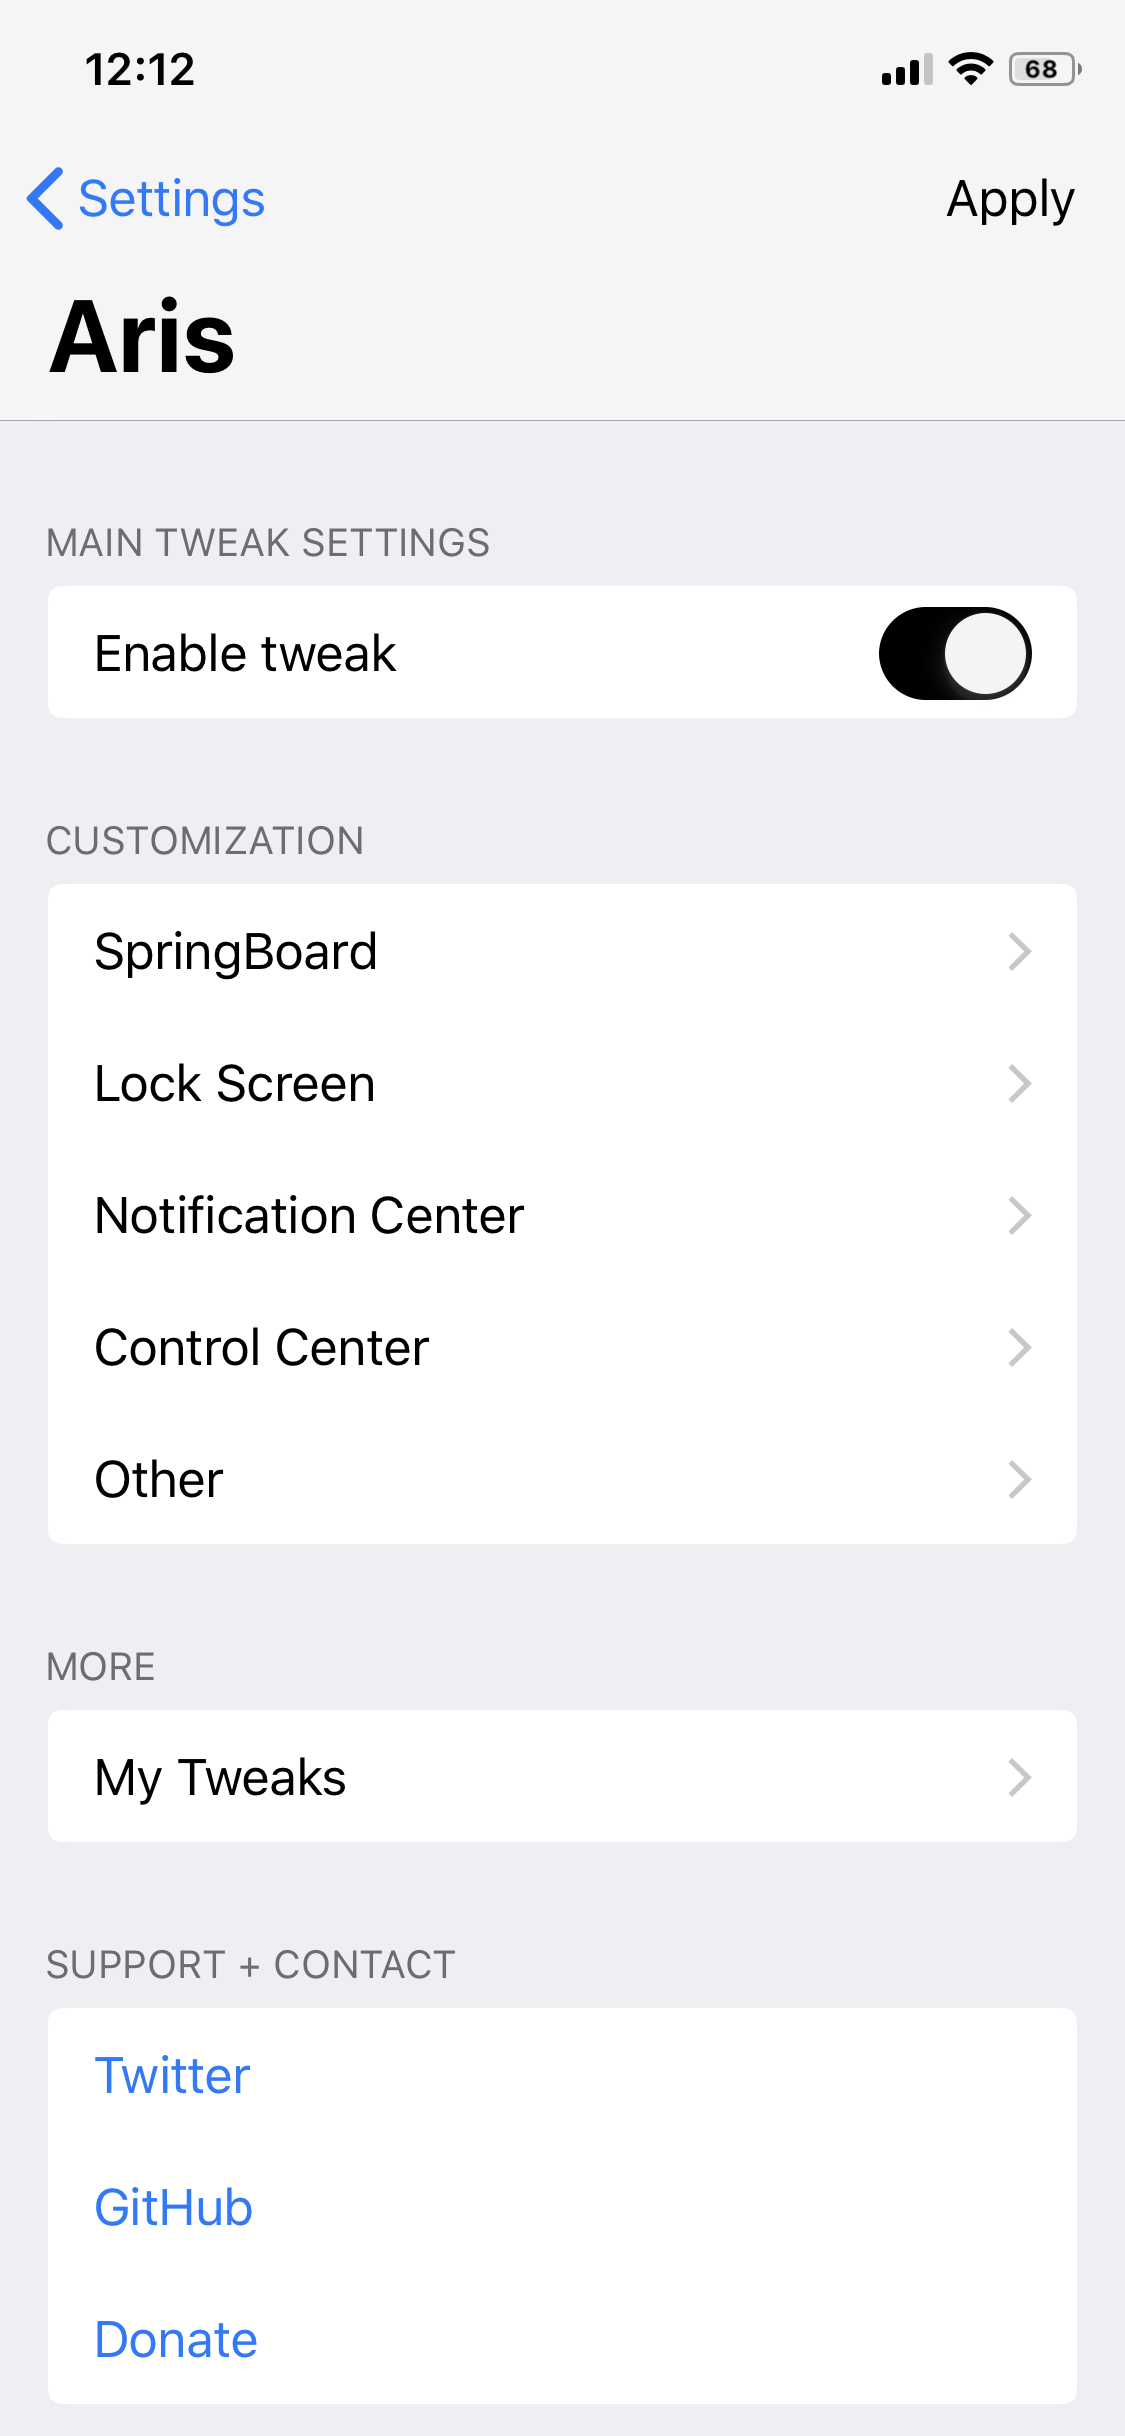 12:12
68
Settings
Apply
Aris
MAIN TWEAK SETTINGS
Enable tweak
CUSTOMIZATION
SpringBoard
Lock Screen
Notification Center
Control Center
Other
MORE
My Tweaks
SUPPORT + CONTACT
Twitter
GitHub
Donate